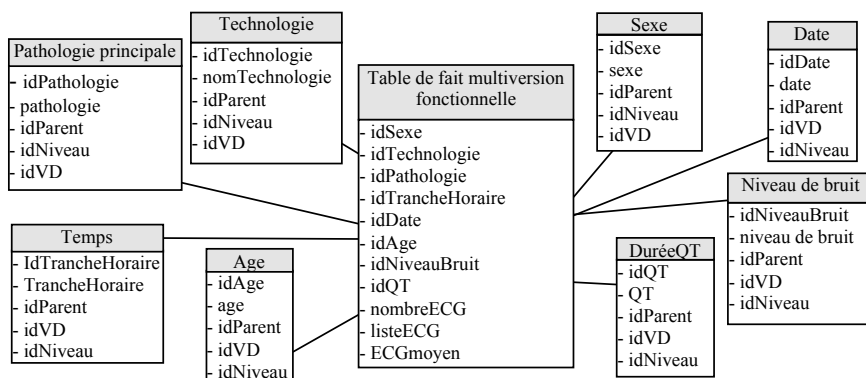 Pathologie principale
- idPathologie
- pathologie
- idParent
- idNiveau
- idVD
Technologie
- idTechnologie
- nomTechnologie
- idParent
- idNiveau
- idVD
Table de fait multiversion
fonctionnelle
- idSexe
- idTechnologie
- idPathologie
- idTrancheHoraire
- idDate
- idAge
- idNiveauBruit
- idQT
- nombreECG
- listeECG
- ECGmoyen
Sexe
- idSexe
- sexe
- idParent
- idNiveau
- idVD
Date
- idDate
- date
- idParent
- idVD
- idNiveau
Temps
- IdTrancheHoraire
- TrancheHoraire
- idParent
- idVD
- idNiveau
Age
- idAge
- age
- idParent
- idVD
- idNiveau
DuréeQT
- idQT
- QT
- idParent
- idVD
- idNiveau
Niveau de bruit
- idNiveauBruit
- niveau de bruit
- idParent
- idVD
- idNiveau